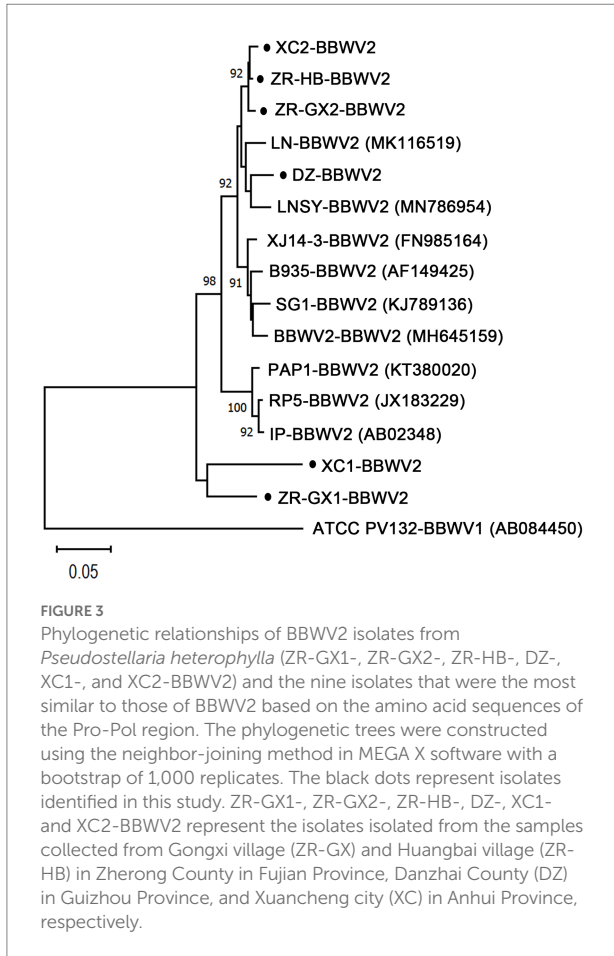 XC2-BBWV2
92
ZR-HB-BBWV2
ZR-GX2-BBWV2
LN-BBWV2 (MK116519)
92
DZ-BBWV2
LNSY-BBWV2 (MN786954)
XJ14-3-BBWV2 (FN985164)
98
91
B935-BBWV2 (AF149425)
SG1-BBWV2 (KJ789136)
BBWV2-BBWV2 (MH645159)
PAP1-BBWV2 (KT380020)
100
RP5-BBWV2 (JX183229)
92
IP-BBWV2 (AB02348)
XC1-BBWV2
ZR-GX1-BBWV2
ATCC PV132-BBWV1 (AB084450)
0.05
FIGURE 3
Phylogenetic relationships of BBWV2 isolates from
Pseudostellaria heterophylla (ZR-GX1-, ZR-GX2-, ZR-HB-, DZ-,
XC1-, and XC2-BBWV2) and the nine isolates that were the most
similar to those of BBWV2 based on the amino acid sequences of
the Pro-Pol region. The phylogenetic trees were constructed
using the neighbor-joining method in MEGA X software with a
bootstrap of 1,000 replicates. The black dots represent isolates
identified in this study. ZR-GX1-, ZR-GX2-, ZR-HB-, DZ-, XC1-
and XC2-BBWV2 represent the isolates isolated from the samples
collected from Gongxi village (ZR-GX) and Huangbai village (ZR-
HB) in Zherong County in Fujian Province, Danzhai County (DZ)
in Guizhou Province, and Xuancheng city (XC) in Anhui Province,
respectively.